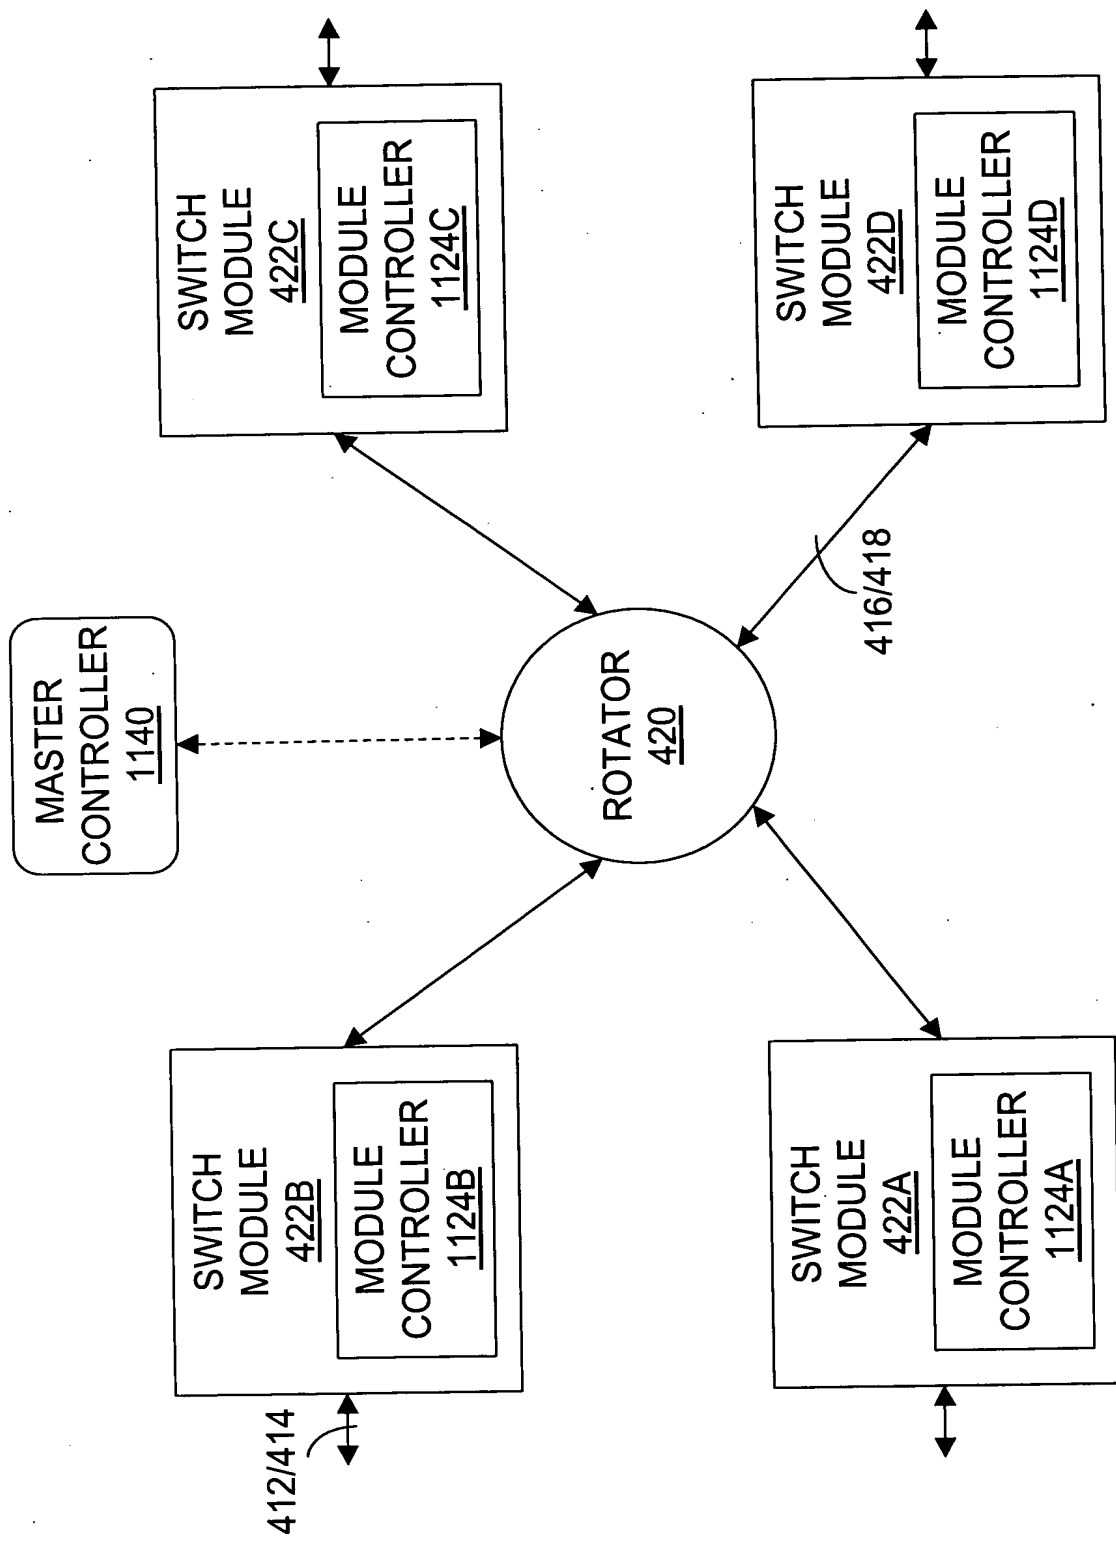 MASTER
CONTROLLER
1140
SWITCH
MODULE
422B
MODULE
CONTROLLER
1124B
412/414
SWITCH
MODULE
422C
MODULE
CONTROLLER
1124C
ROTATOR
420
416/418
SWITCH
MODULE
422A
MODULE
CONTROLLER
1124A
SWITCH
MODULE
422D
MODULE
CONTROLLER
1124D